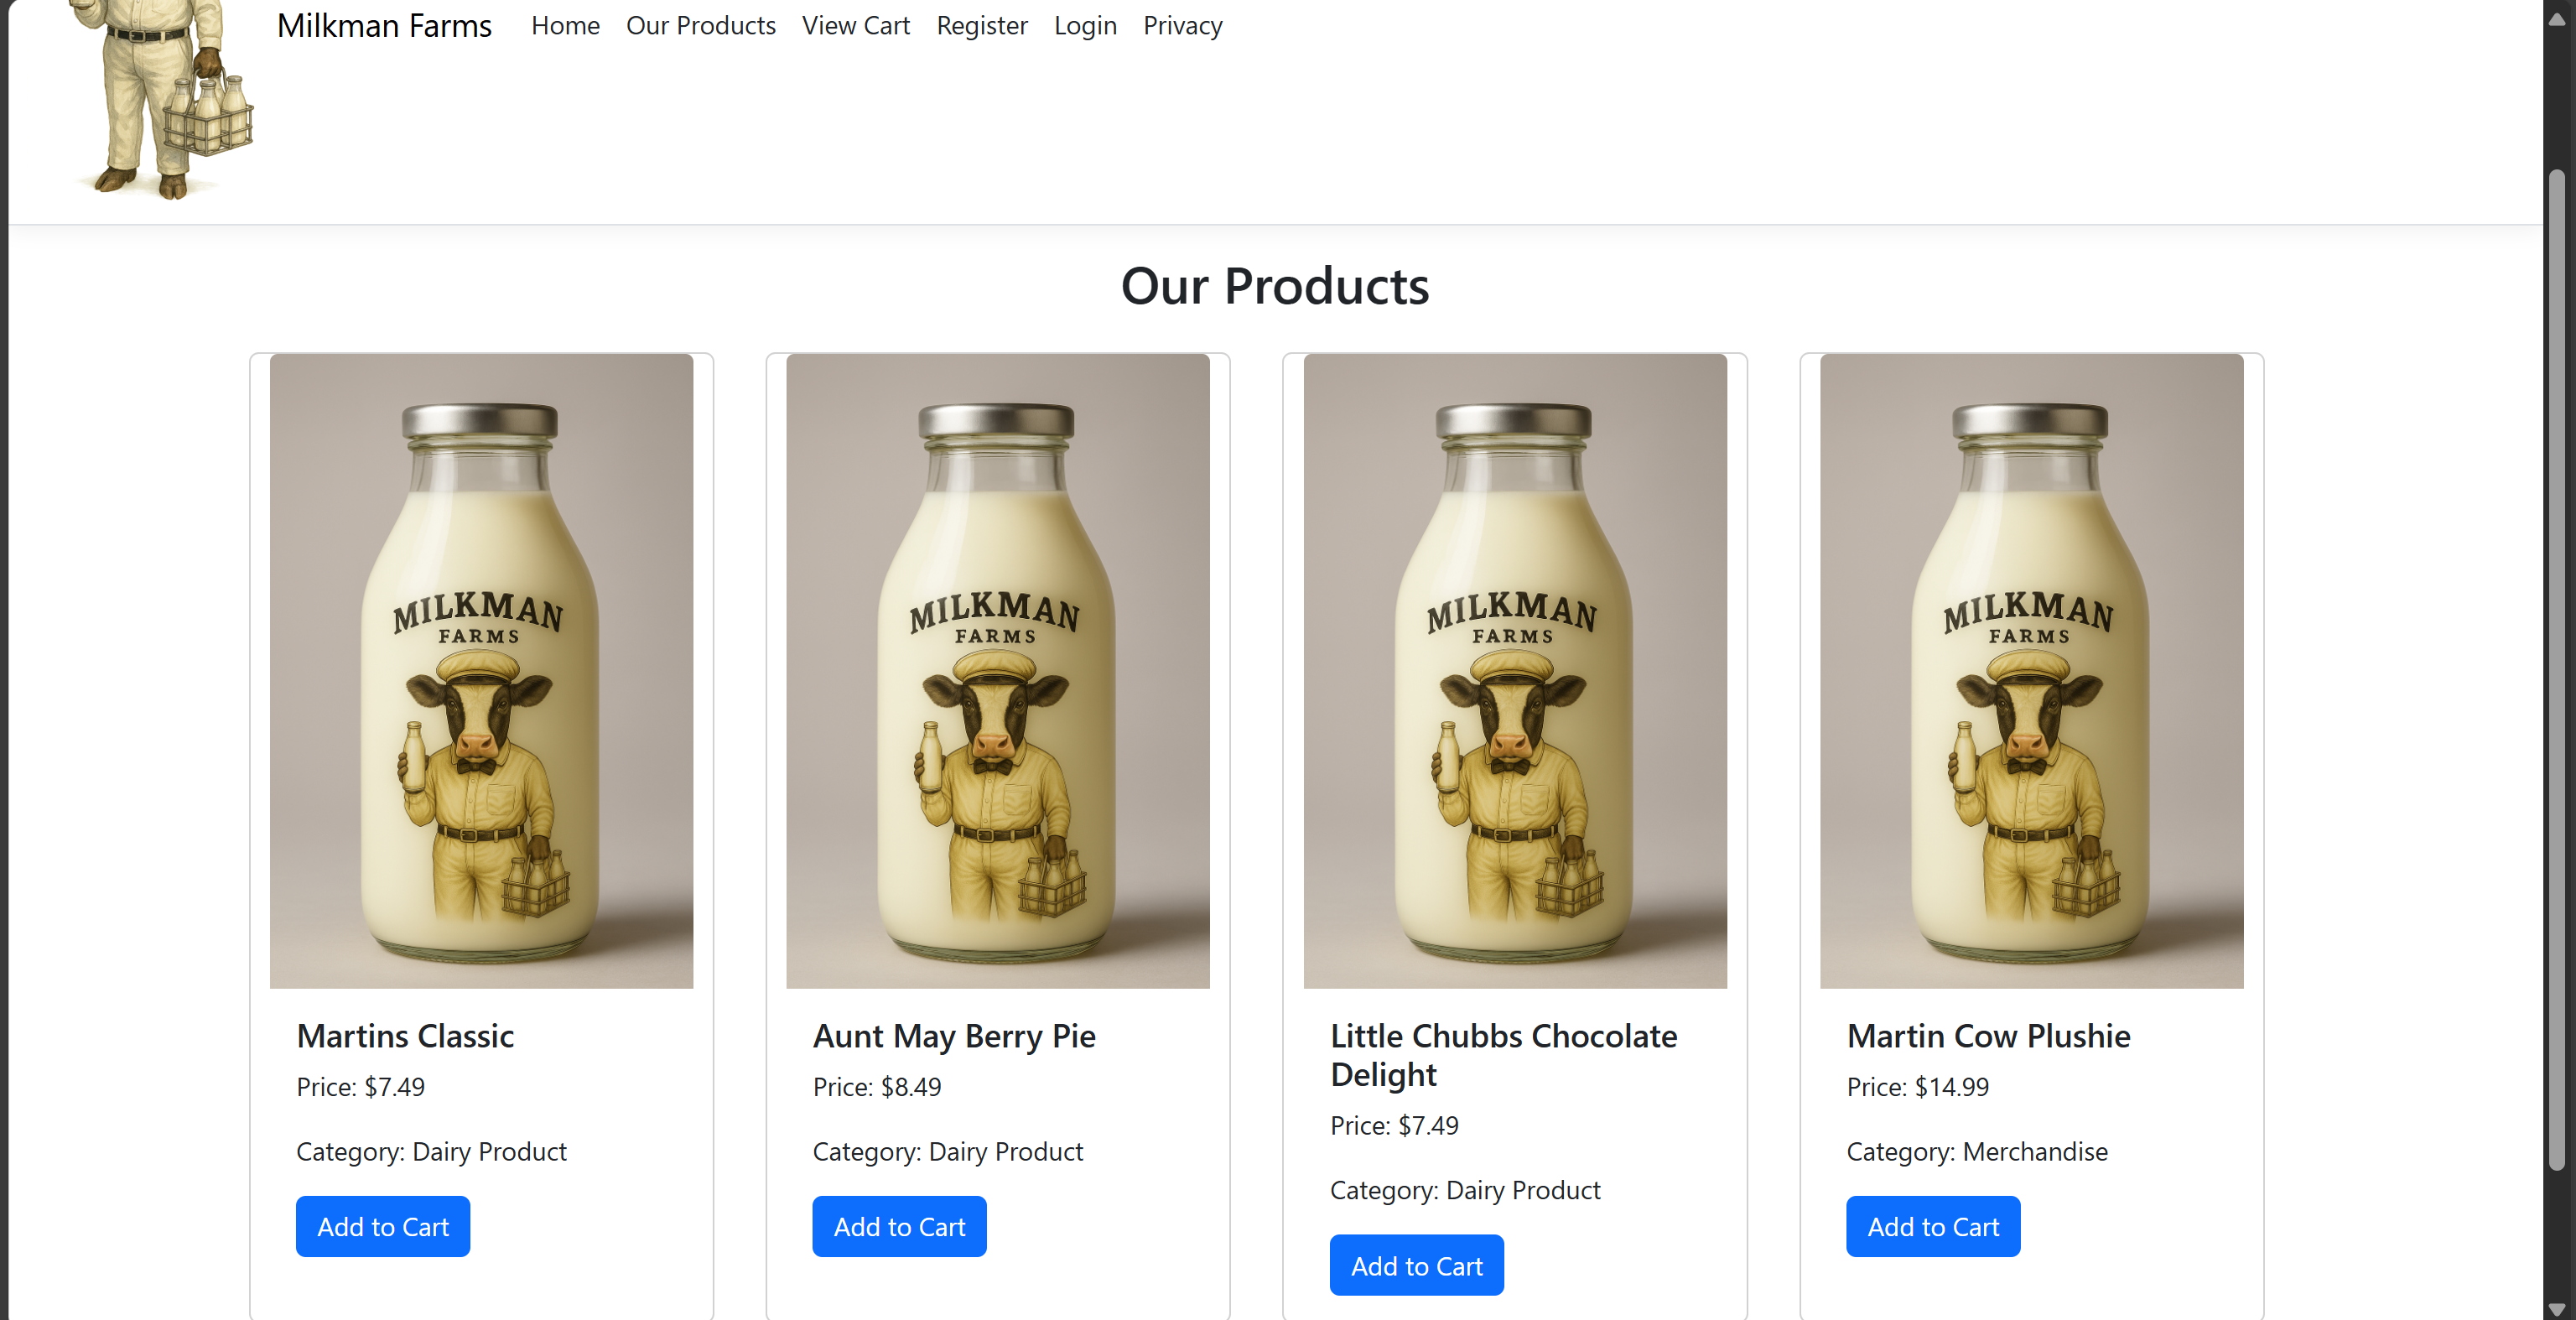 Milkman Farms Home Our Products View Cart Register Login Privacy
Our Products
MILKMAN
FARMS
MILKMAN
FARMS
MILKMAN
FARMS
MILKMAN
FARMS
Martins Classic
Price: $7.49
Category: Dairy Product
Add to Cart
Aunt May Berry Pie
Price: $8.49
Category: Dairy Product
Add to Cart
Little Chubbs Chocolate
Delight
Price: $7.49
Category: Dairy Product
Add to Cart
Martin Cow Plushie
Price: $14.99
Category: Merchandise
Add to Cart